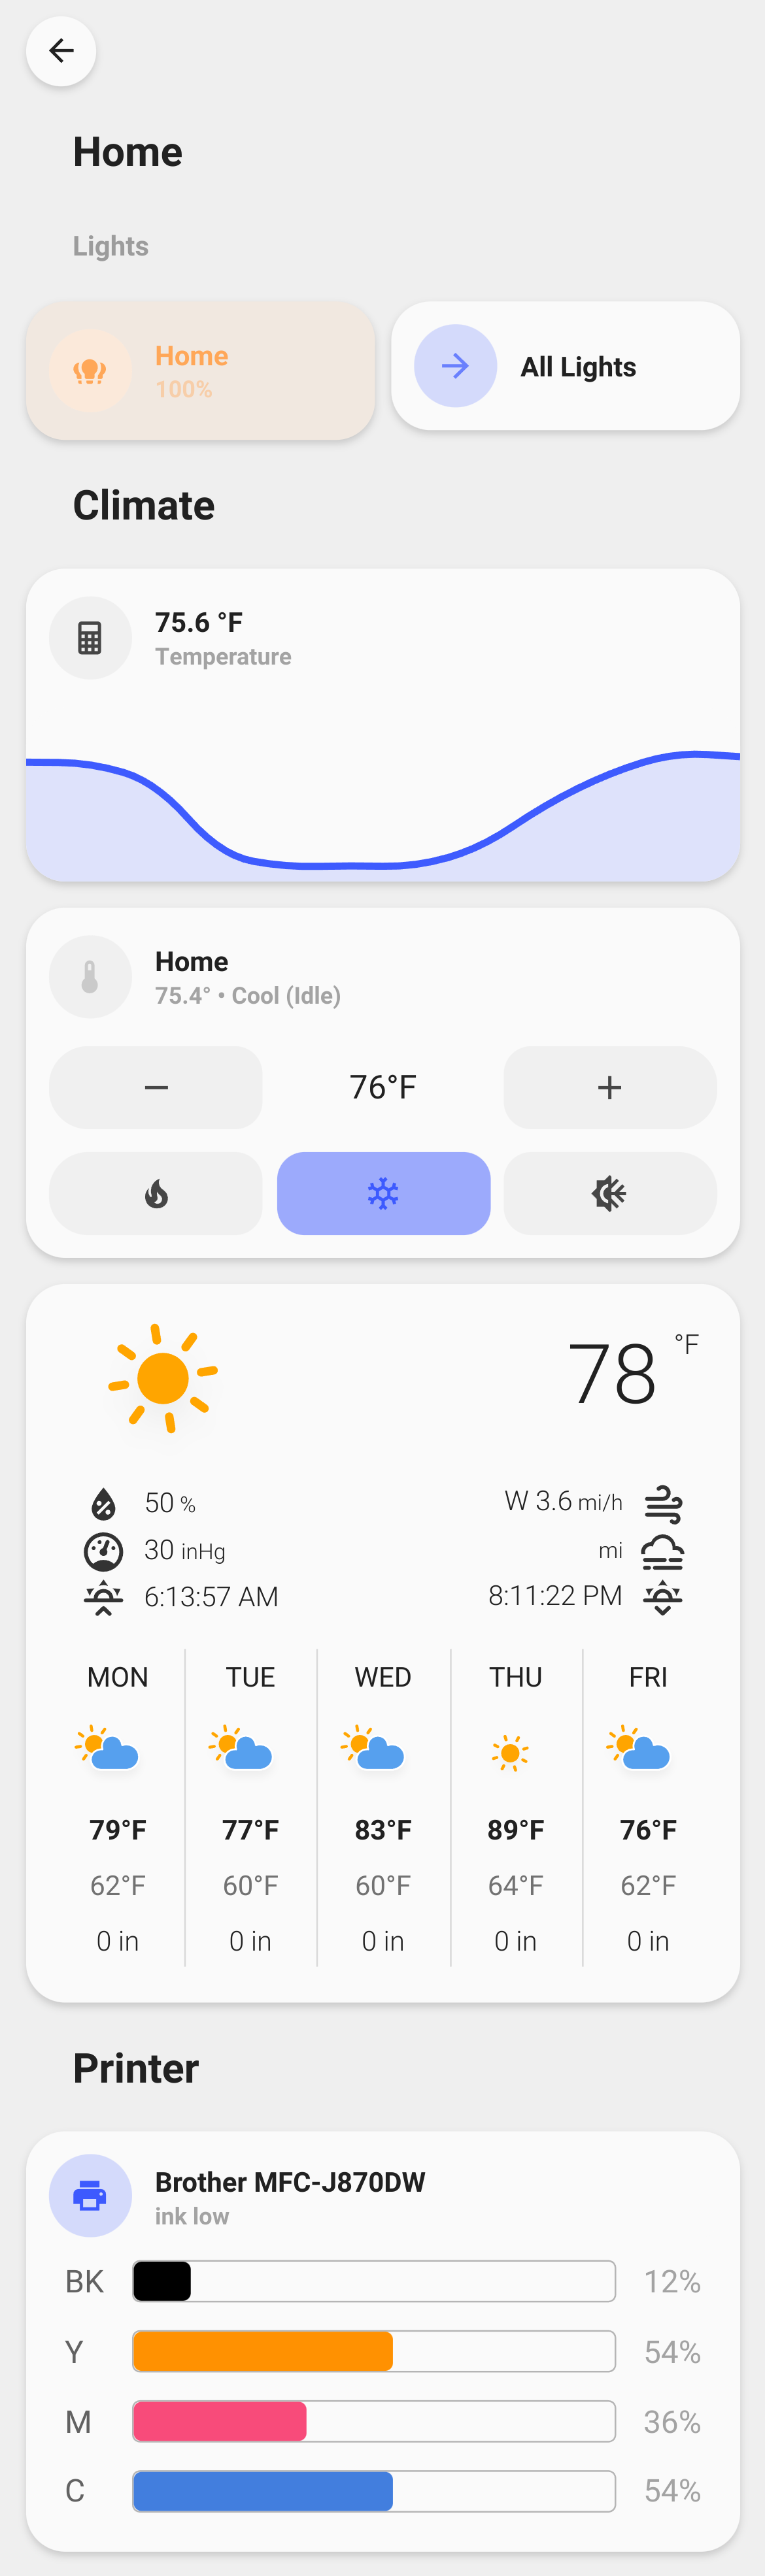 Home
Lights
Home
100%
All Lights
Climate
75.6 °F
Temperature
Home
75.4° • Cool (Idle)
76°F
78 °F
50 %
W 3.6 mi/h
30 inHg
mi
6:13:57 AM
8:11:22 PM
MON TUE WED THU FRI
79°F 77°F 83°F 89°F 76°F
62°F 60°F 60°F 64°F 62°F
0 in 0 in 0 in 0 in 0 in
Printer
Brother MFC-J870DW
ink low
BK 12%
Y 54%
M 36%
C 54%